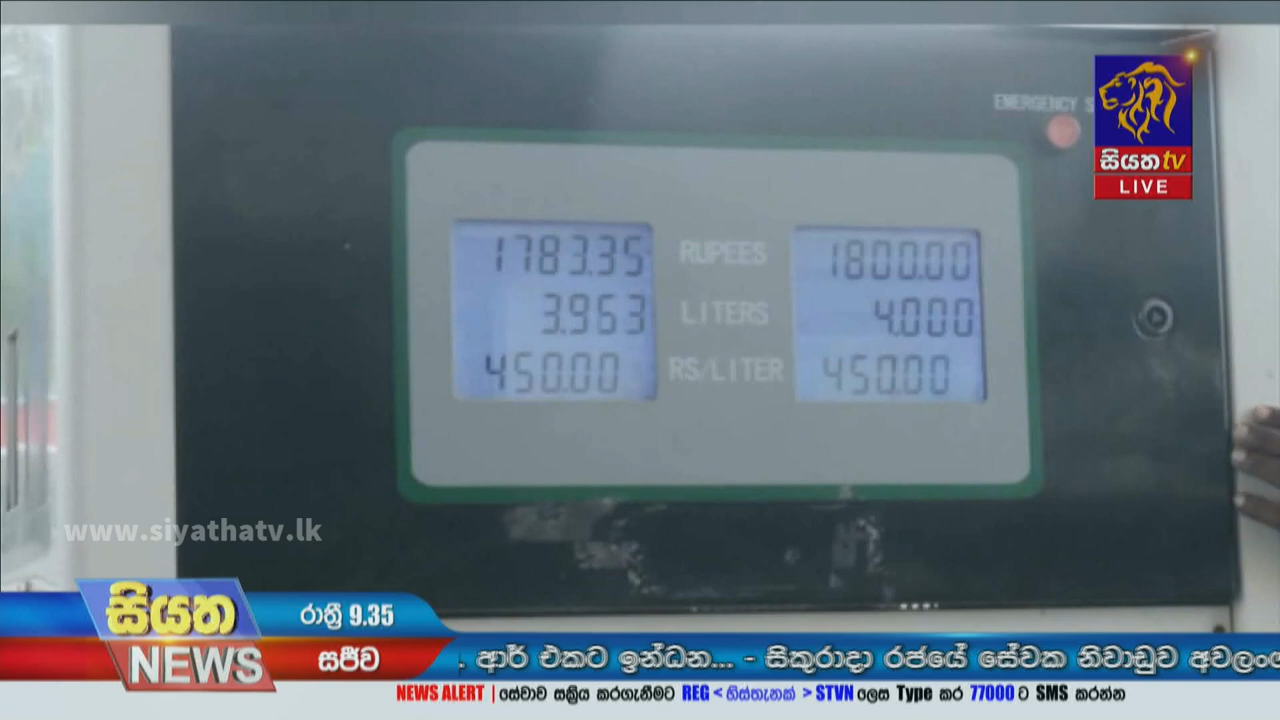 EMERGENCY
සියත tv
LIVE
1783.35 RUPEES 1800.00
3.963 LITERS 4.000
450.00 RS/LITER 450.00
www.siyathatv.lk
සියත
NEWS
රාත්‍රී 9.35
සජීව
. ආර් එකට ඉන්ධන... - සිකුරාදා රජයේ සේවක නිවාඩුව
NEWS ALERT | සේවාව සක්‍රිය කරගැනීමට REG < හිස්තැනක් > STVN ලෙස Type කර 77000 ට SMS කරන්න